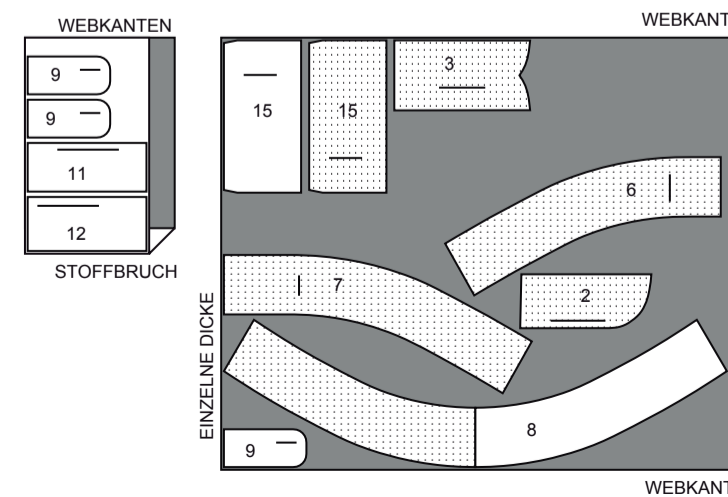 WEBKANTEN
9
9
11
12
STOFFBRUCH
WEBKANT
15
15
3
6
7
2
8
9
EINZELNE DICKE
WEBKANT